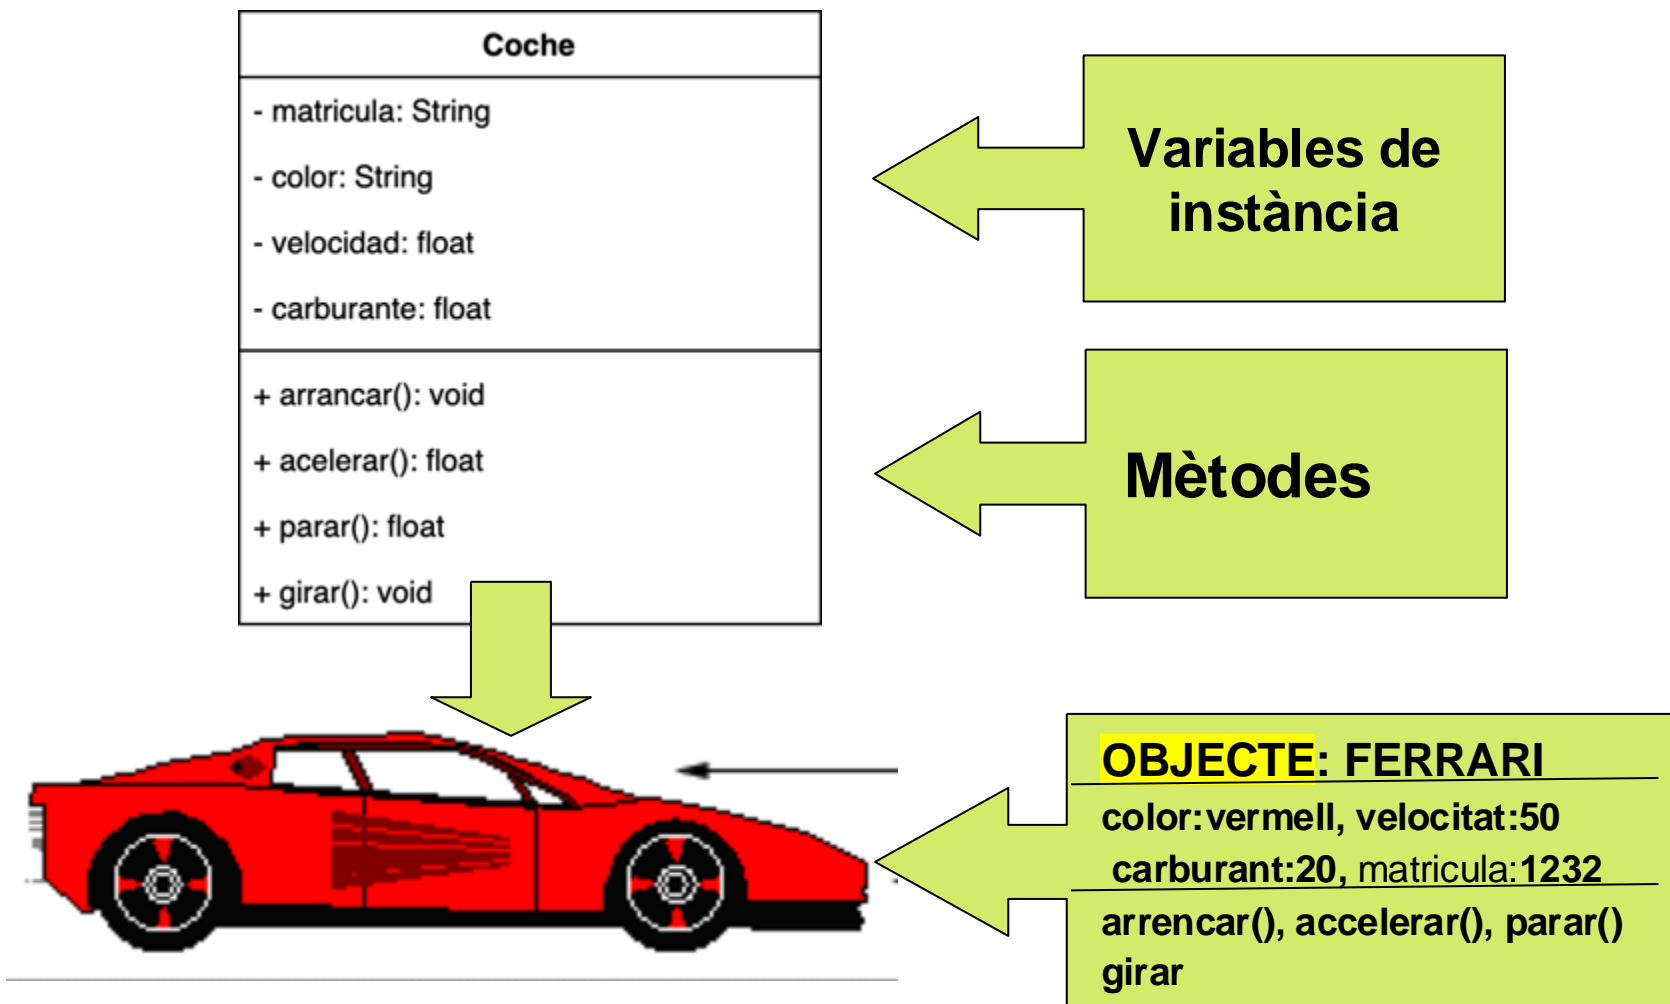 Coche
- matricula: String
- color: String
- velocidad: float
- carburante: float
+ arrancar(): void
+ acelerar(): float
+ parar(): float
+ girar(): void
Variables de
instància
Mètodes
OBJECTE: FERRARI
color:vermell, velocitat:50
carburant:20, matricula:1232
arrencar(), accelerar(), parar()
girar